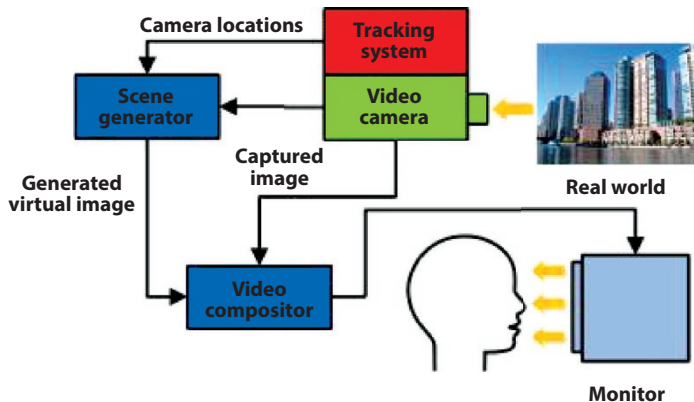 Camera locations
Tracking
system
Scene
generator
Video
camera
Captured
image
Generated
virtual image
Real world
Video
compositor
Monitor